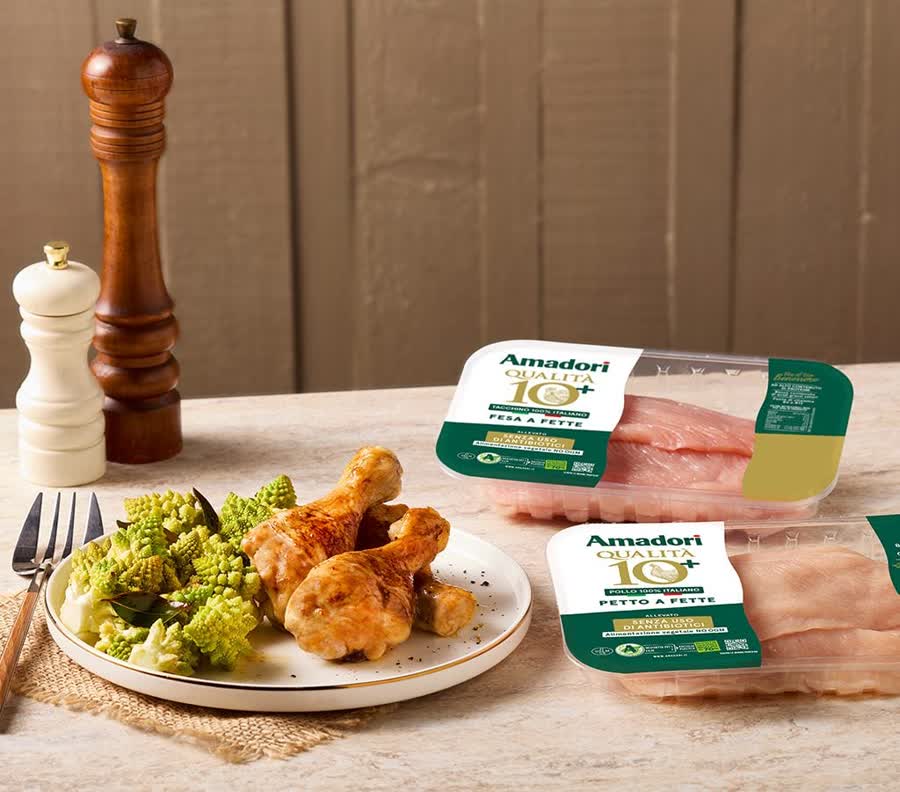 Amadori
QUALITÀ
10+
TACCHINO 100% ITALIANO
FESA A FETTE
ALLEVATO
SENZA USO
DI ANTIBIOTICI
Alimentazione vegetale NO OGM
Amadori
QUALITÀ
10+
POLLO 100% ITALIANO
PETTO A FETTE
ALLEVATO
SENZA USO
DI ANTIBIOTICI
Alimentazione vegetale NO OGM